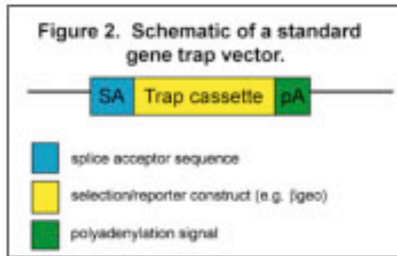 Figure 2. Schematic of a standard
gene trap vector.
SA Trap cassette pA
splice acceptor sequence
selection/reporter construct (e.g. βgeo)
polyadenylation signal